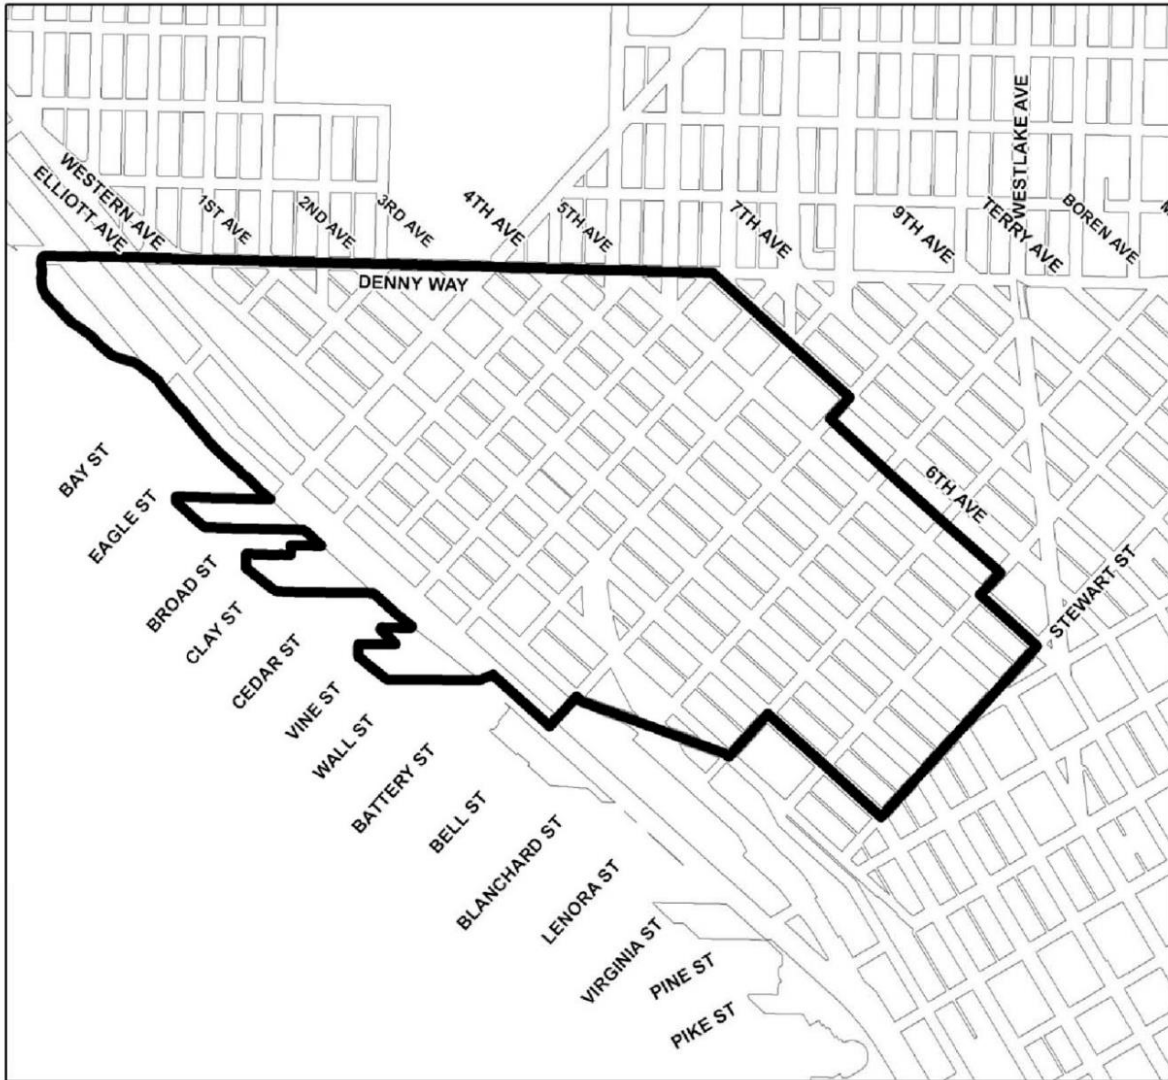 WESTLAKE AVE
WESTERN AVE
ELLIOTT AVE
1ST AVE
2ND AVE
3RD AVE
4TH AVE
5TH AVE
7TH AVE
9TH AVE
TERRY AVE
BOREN AVE
DENNY WAY
6TH AVE
STEWART ST
BAY ST
EAGLE ST
BROAD ST
CLAY ST
CEDAR ST
VINE ST
WALL ST
BATTERY ST
BELL ST
BLANCHARD ST
LENORA ST
VIRGINIA ST
PINE ST
PIKE ST